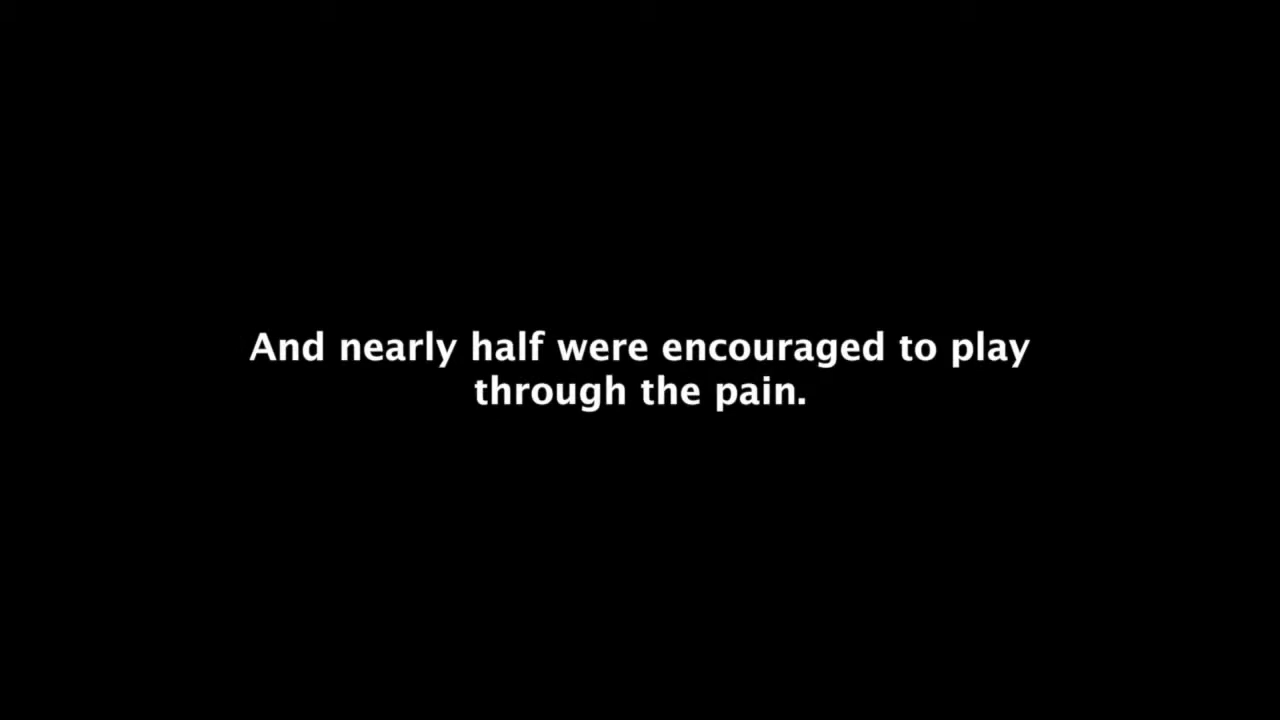 And nearly half were encouraged to play
through the pain.